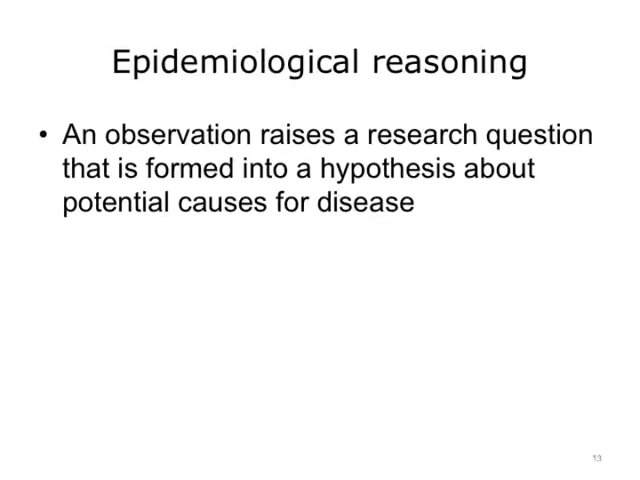 Epidemiological reasoning
• An observation raises a research question
that is formed into a hypothesis about
potential causes for disease
13